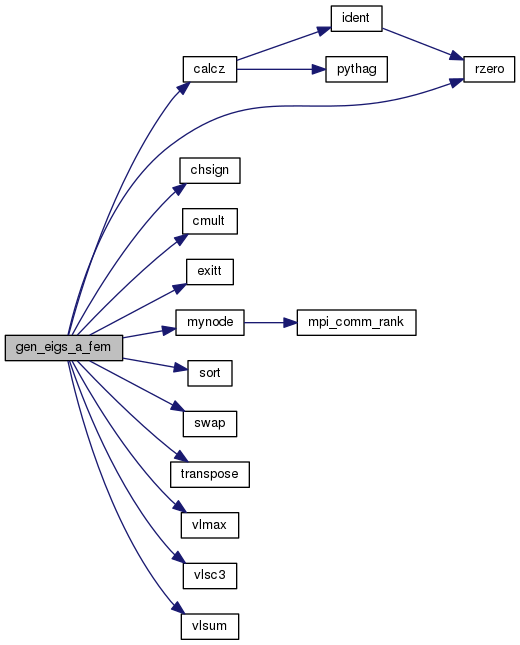 ident
calcz
pythag
rzero
chsign
cmult
exitt
mynode
mpi_comm_rank
gen_eigs_a_fem
sort
swap
transpose
vlmax
vlsc3
vlsum